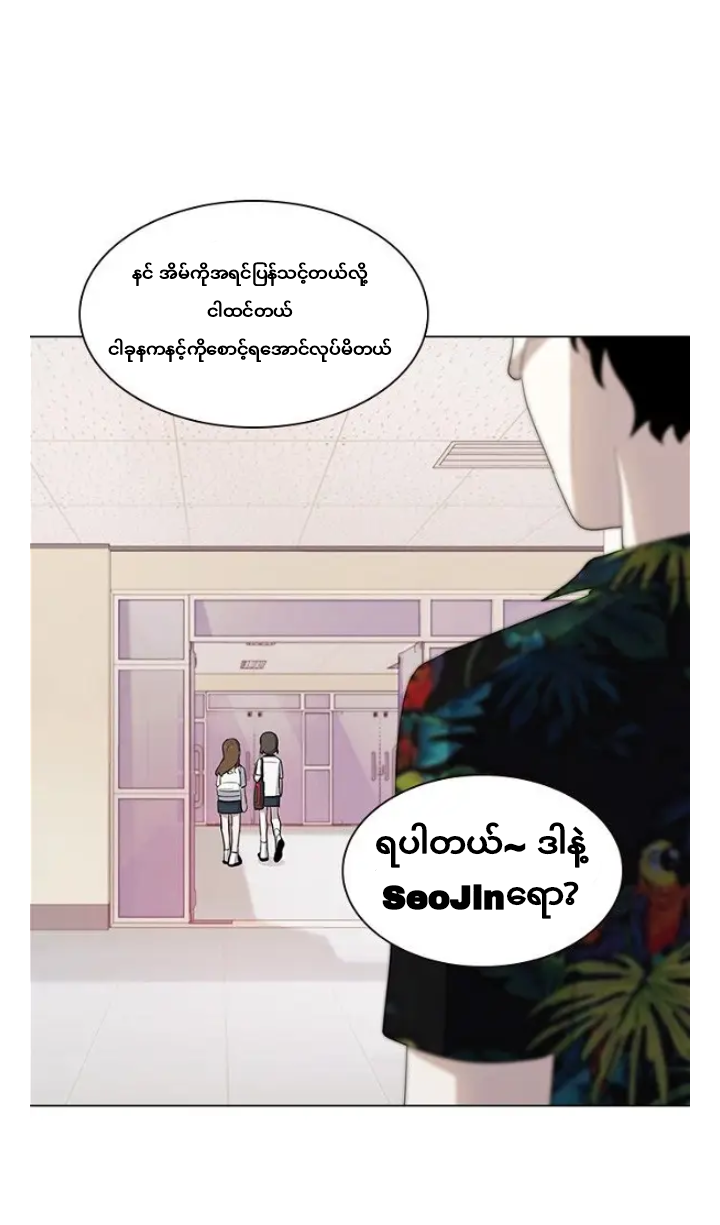 နင် အိမ်ကိုအရင်ပြန်သင့်တယ်လို့
ငါထင်တယ်
ငါခုနကနင့်ကိုစောင့်ရအောင်လုပ်မိတယ်
ရပါတယ်~ ဒါနဲ့
SeoJinရော?